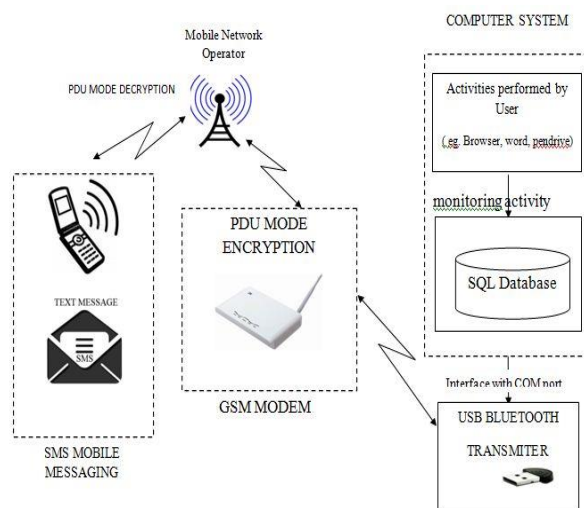 COMPUTER SYSTEM
Mobile Network
Operator
PDU MODE DECRYPTION
Activities performed by
User
( eg. Browser, word, pendrive)
monitoring activity
SQL Database
PDU MODE
ENCRYPTION
TEXT MESSAGE
SMS
GSM MODEM
Interface with COM port
USB BLUETOOTH
TRANSMITER
SMS MOBILE
MESSAGING